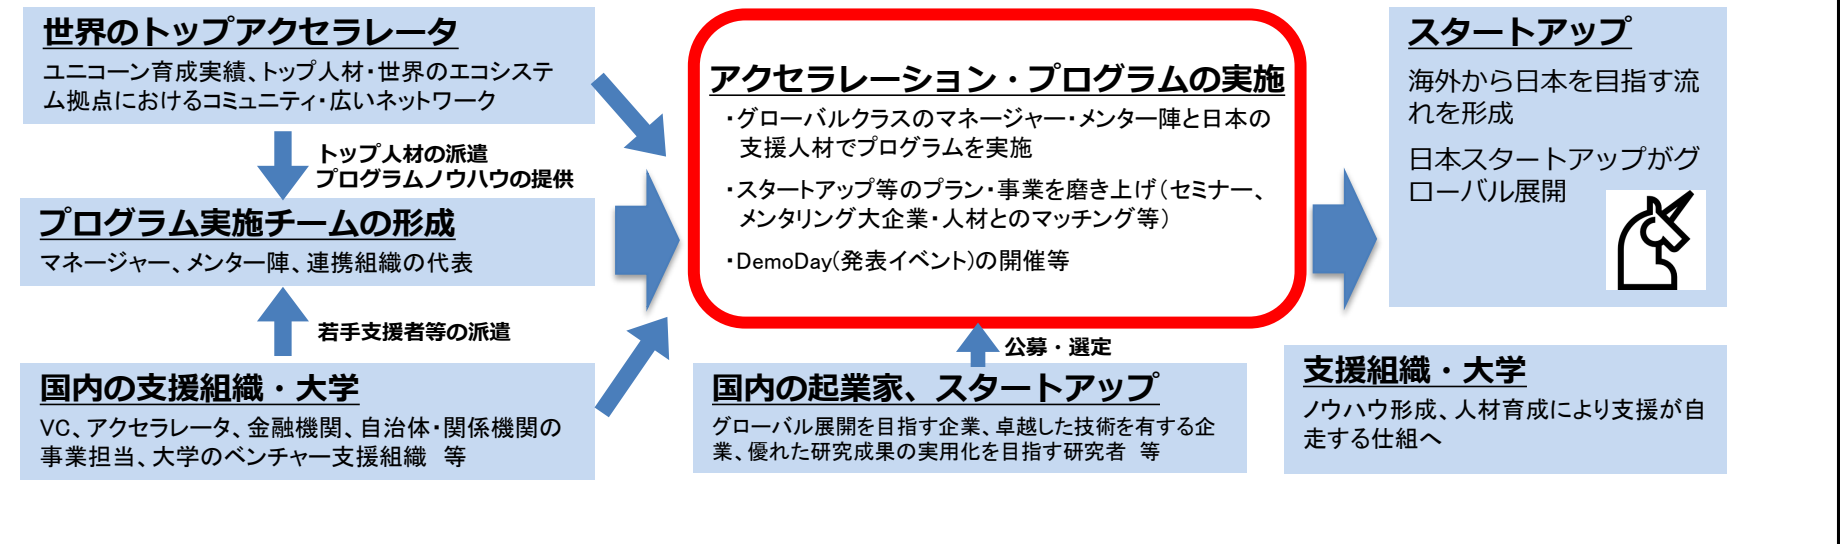 世界のトップアクセラレータ
ユニコーン育成実績、トップ人材・世界のエコシステ
ム拠点におけるコミュニティ・広いネットワーク
トップ人材の派遣
プログラムノウハウの提供
プログラム実施チームの形成
マネージャー、メンター陣、連携組織の代表
若手支援者等の派遣
国内の支援組織・大学
VC、アクセラレータ、金融機関、自治体・関係機関の
事業担当、大学のベンチャー支援組織 等
アクセラレーション・プログラムの実施
・グローバルクラスのマネージャー・メンター陣と日本の
支援人材でプログラムを実施
・スタートアップ等のプラン・事業を磨き上げ（セミナー、
メンタリング大企業・人材とのマッチング等）
・DemoDay(発表イベント)の開催等
公募・選定
国内の起業家、スタートアップ
グローバル展開を目指す企業、卓越した技術を有する企
業、優れた研究成果の実用化を目指す研究者 等
スタートアップ
海外から日本を目指す流
れを形成
日本スタートアップがグ
ローバル展開
支援組織・大学
ノウハウ形成、人材育成により支援が自
走する仕組へ